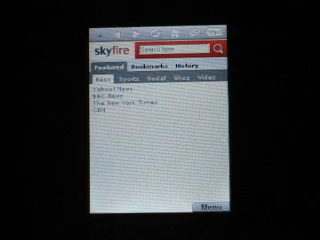 skyfire Search here
Featured Bookmarks History
News Sports Social Shop Video
Yahoo! News
BBC News
The New York Times
CNN
Menu